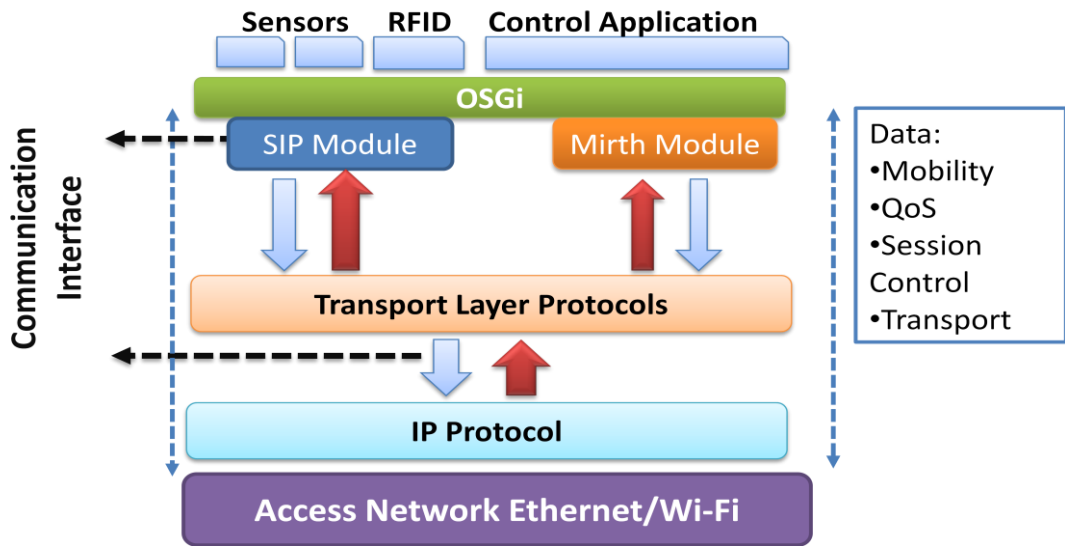 Sensors RFID Control Application
OSGi
SIP Module
Mirth Module
Communication
Interface
Data:
•Mobility
•QoS
•Session
Control
•Transport
Transport Layer Protocols
IP Protocol
Access Network Ethernet/Wi-Fi